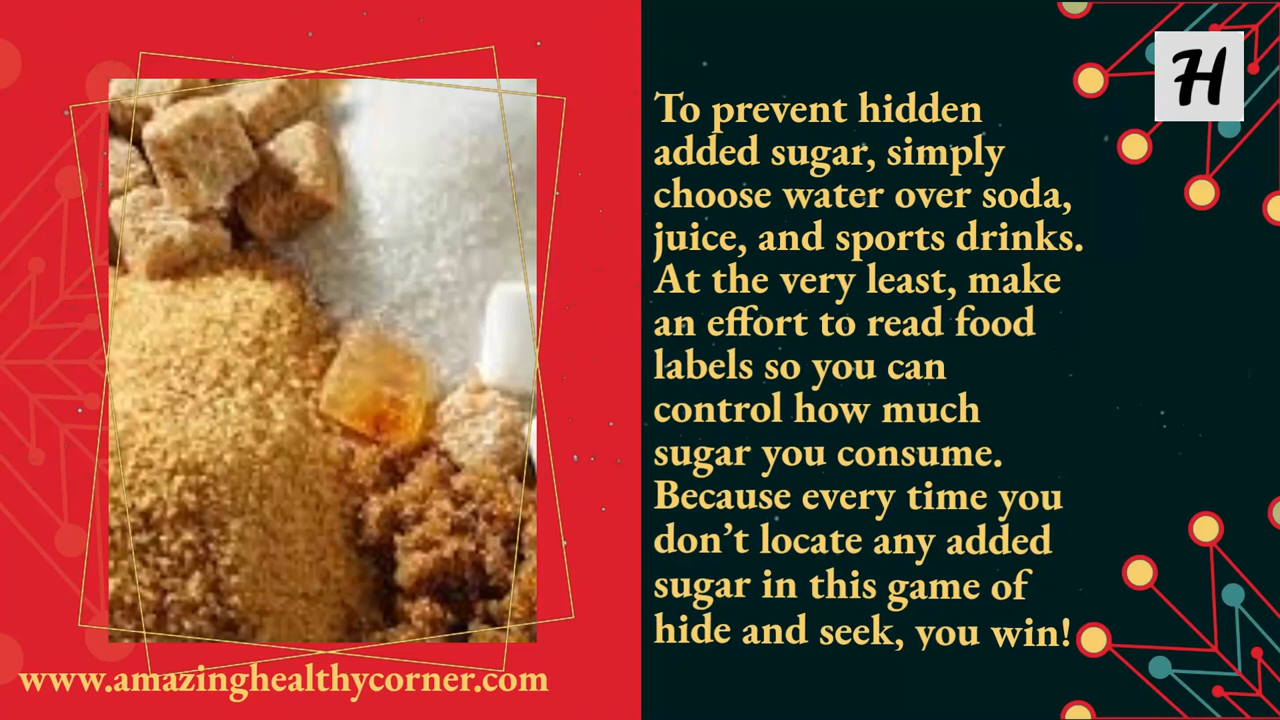 H
To prevent hidden
added sugar, simply
choose water over soda,
juice, and sports drinks.
At the very least, make
an effort to read food
labels so you can
control how much
sugar you consume.
Because every time you
don’t locate any added
sugar in this game of
hide and seek, you win!
www.amazinghealthycorner.com